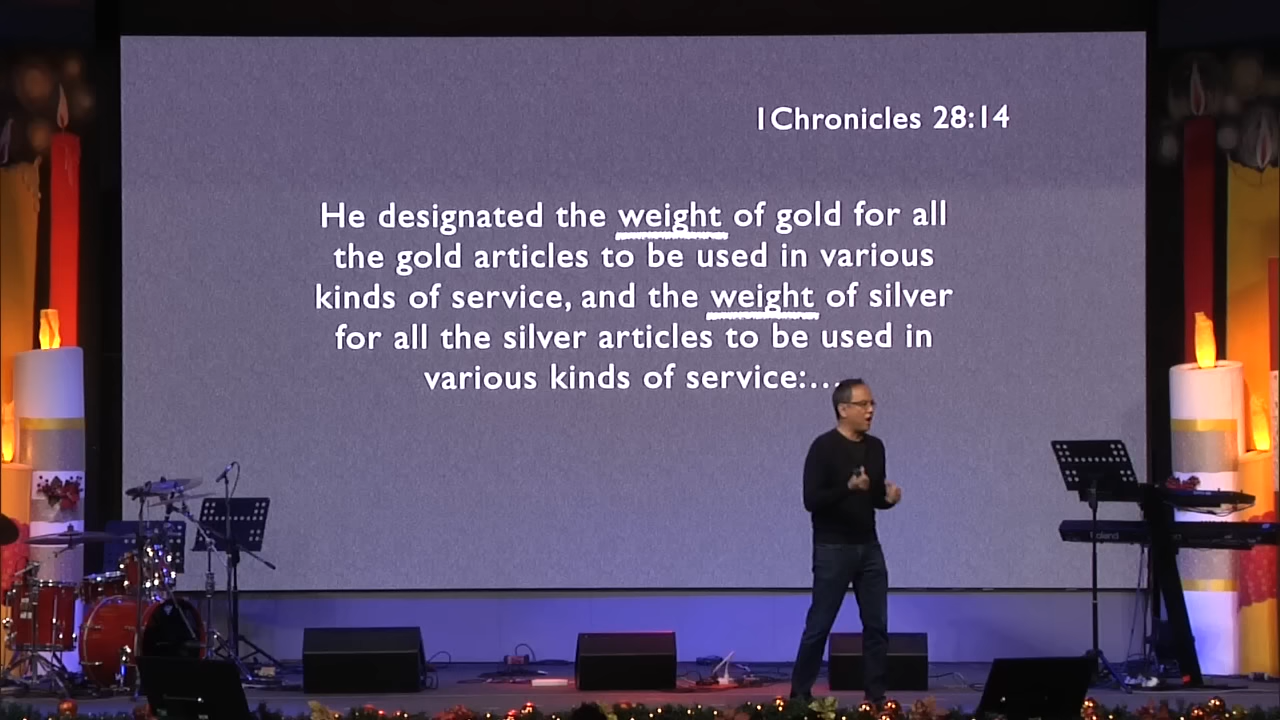 1Chronicles 28:14
He designated the weight of gold for all
the gold articles to be used in various
kinds of service, and the weight of silver
for all the silver articles to be used in
various kinds of service:...
Roland